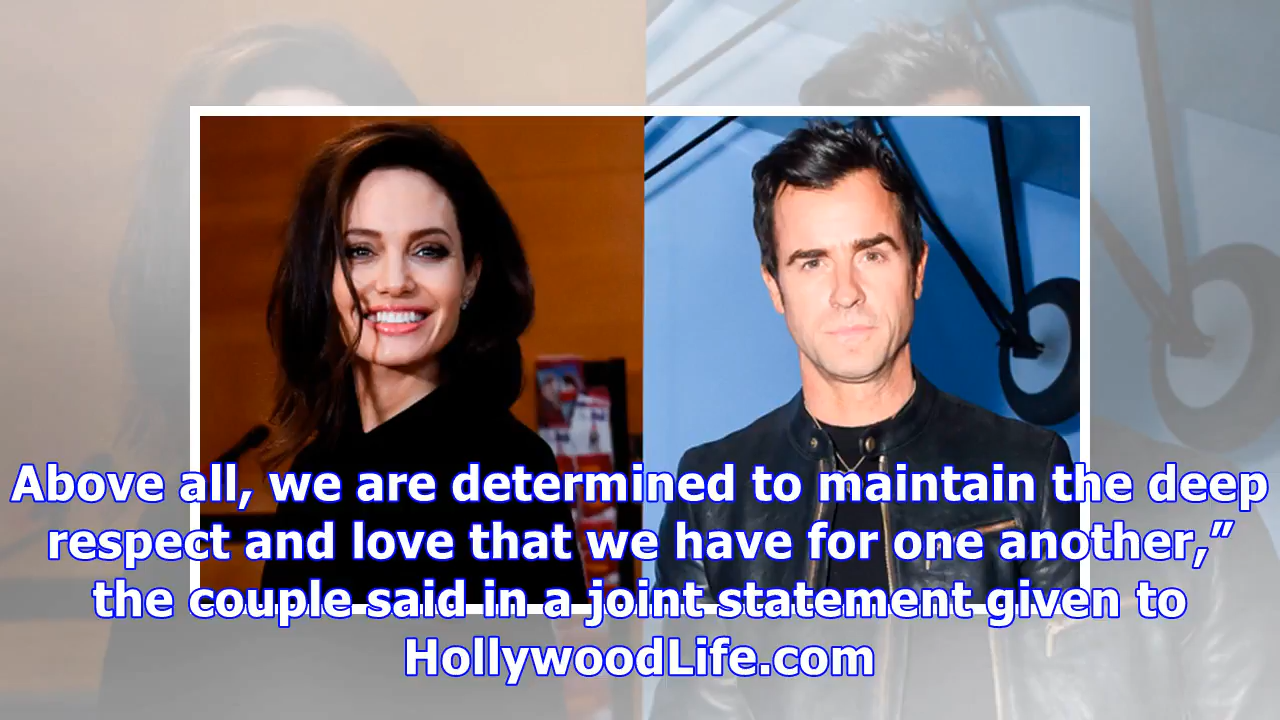 Above all, we are determined to maintain the deep
respect and love that we have for one another,”
the couple said in a joint statement given to
HollywoodLife.com